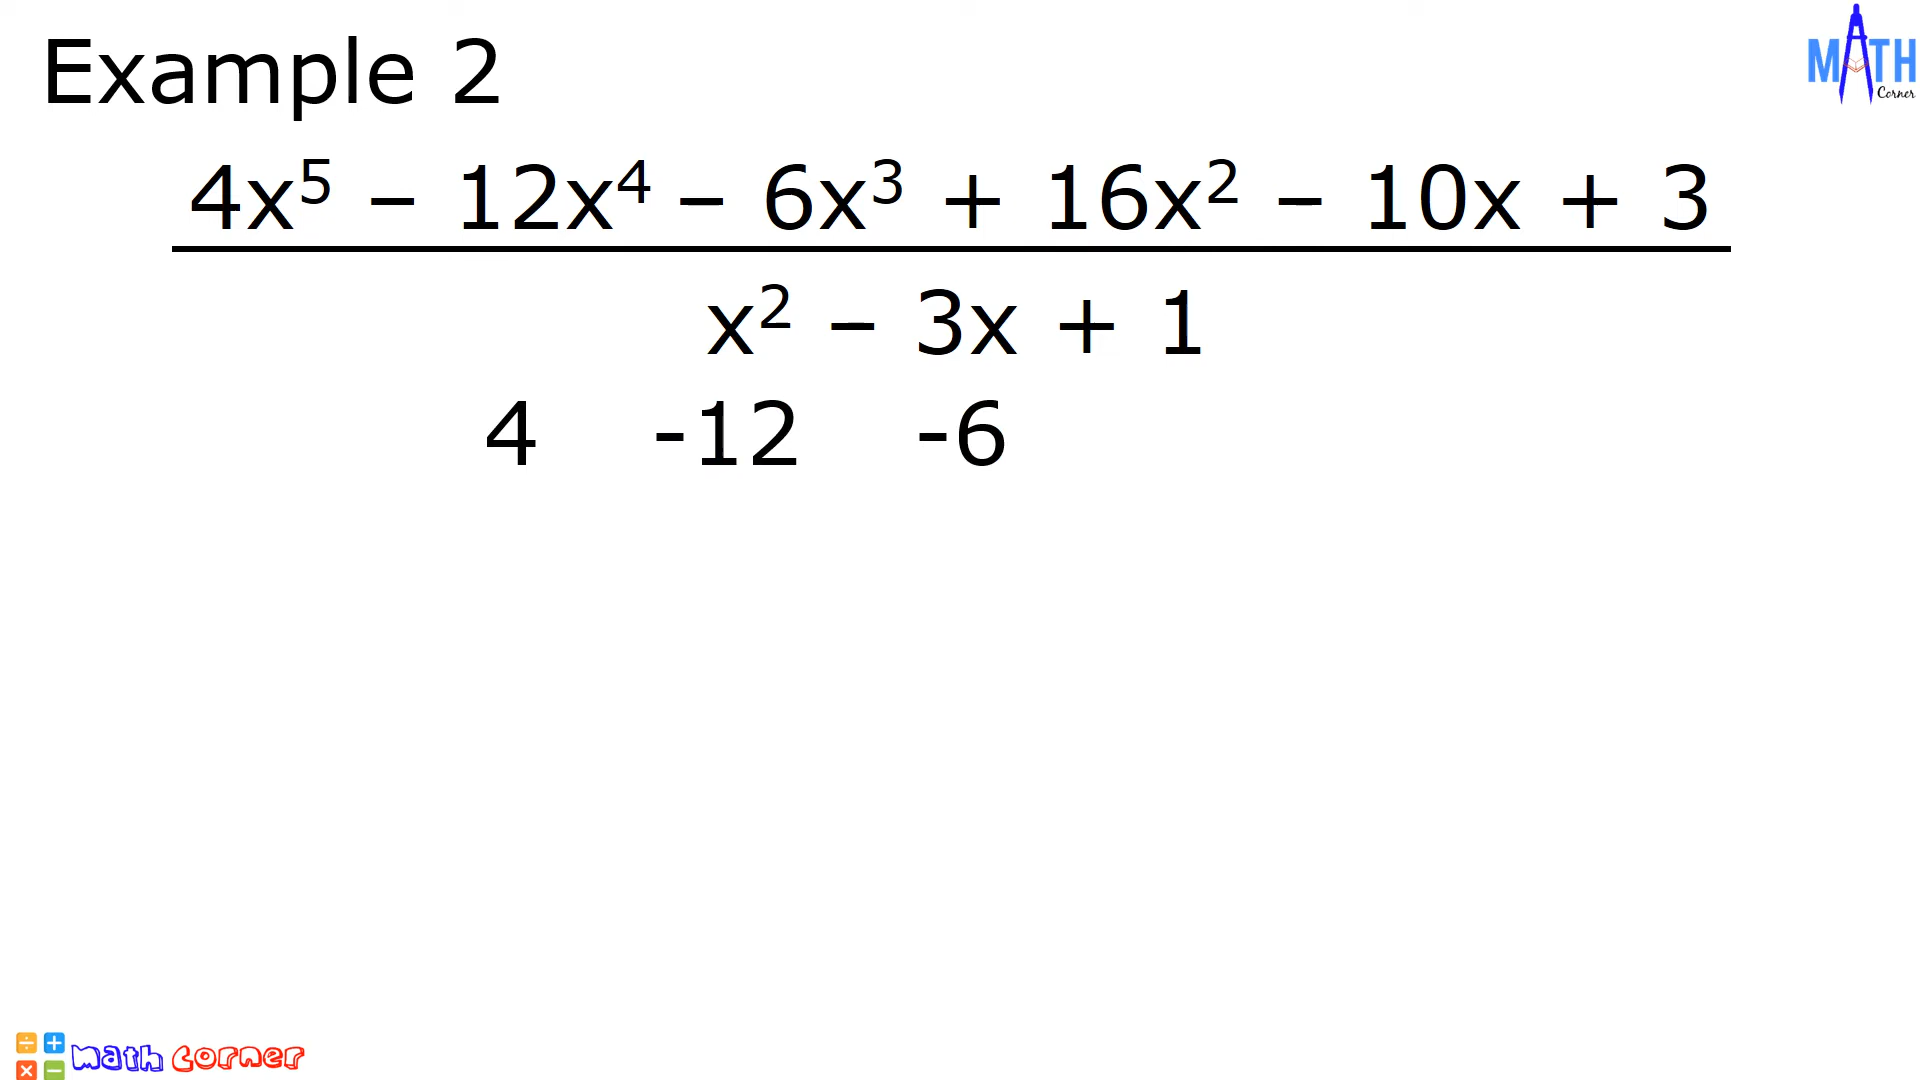 Example 2
MATH
Corner
4x⁵ – 12x⁴ – 6x³ + 16x² – 10x + 3
x² – 3x + 1
4 -12 -6
÷ + math corner
× −